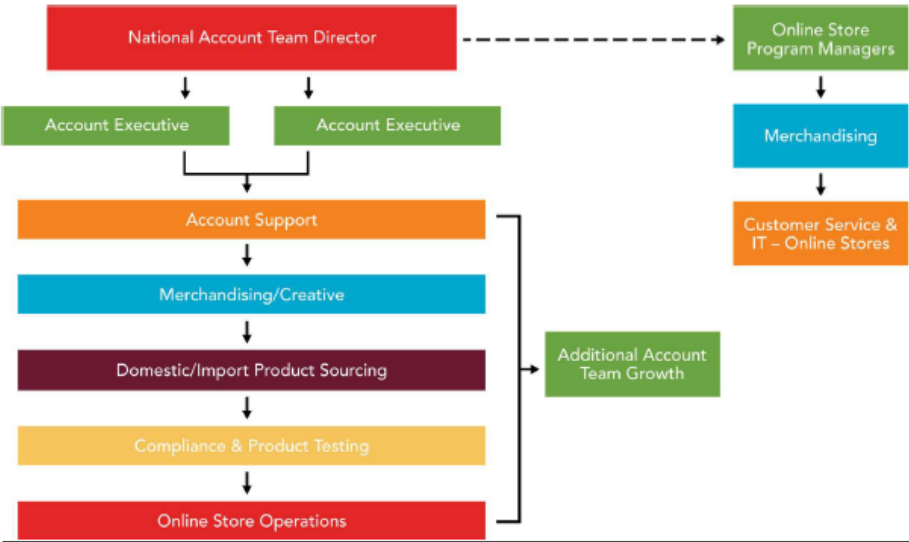 National Account Team Director
Online Store
Program Managers
Account Executive
Account Executive
Merchandising
Account Support
Customer Service &
IT – Online Stores
Merchandising/Creative
Domestic/Import Product Sourcing
Additional Account
Team Growth
Compliance & Product Testing
Online Store Operations